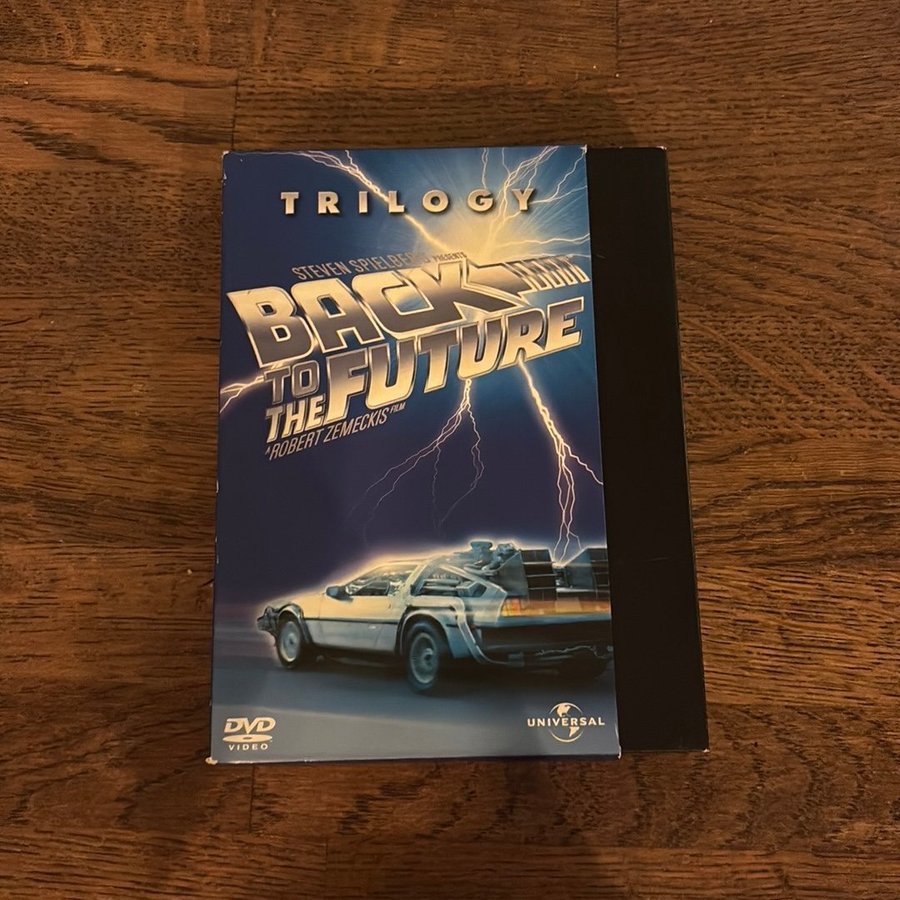 TRILOGY
STEVEN SPIELBERG PRESENTS
BACK
TO
THE FUTURE
A ROBERT ZEMECKIS FILM
DVD
VIDEO
UNIVERSAL